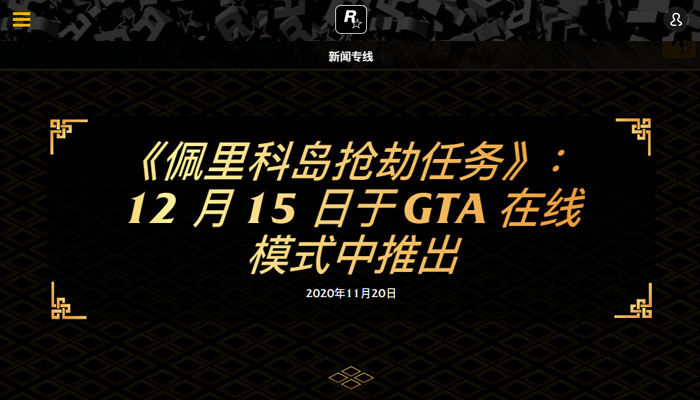 R
新闻专线
《佩里科岛抢劫任务》：
12 月 15 日于 GTA 在线
模式中推出
2020年11月20日